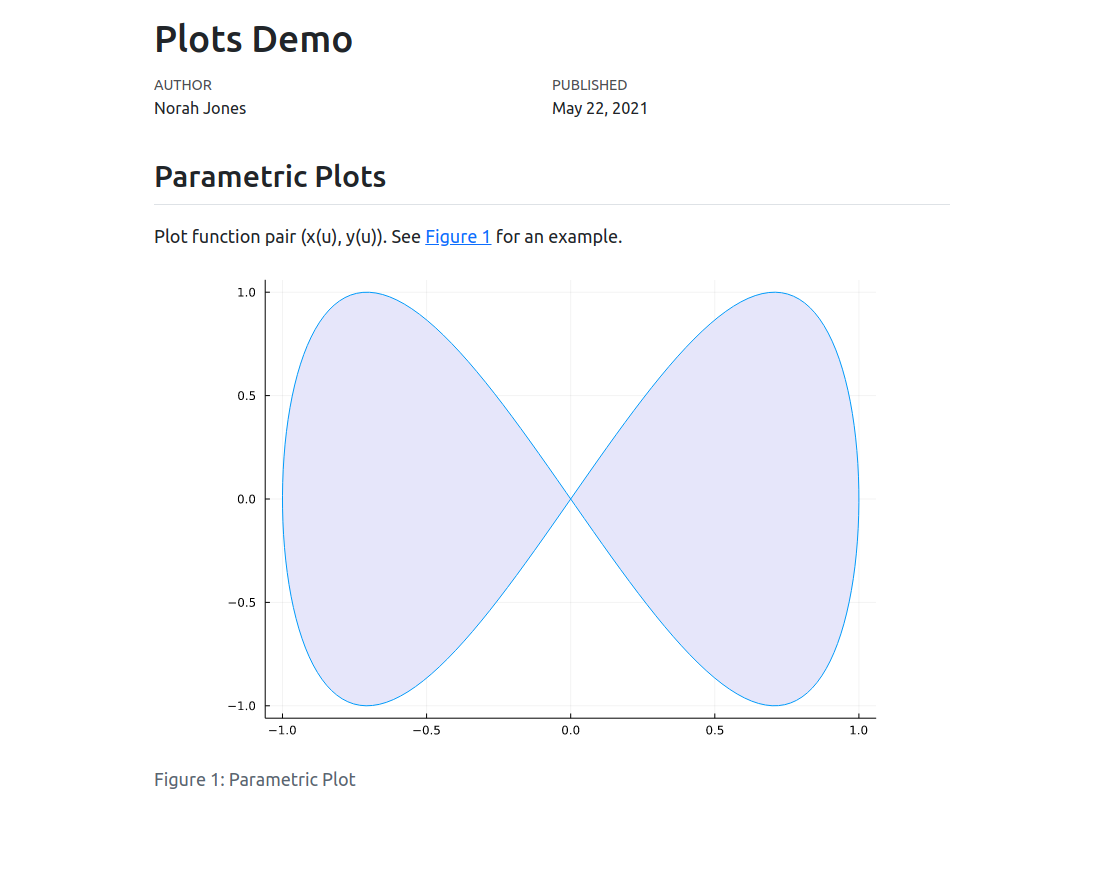 Plots Demo
AUTHOR
Norah Jones
PUBLISHED
May 22, 2021
Parametric Plots
Plot function pair (x(u), y(u)). See Figure 1 for an example.
1.0
0.5
0.0
−0.5
−1.0
−1.0 −0.5 0.0 0.5 1.0
Figure 1: Parametric Plot